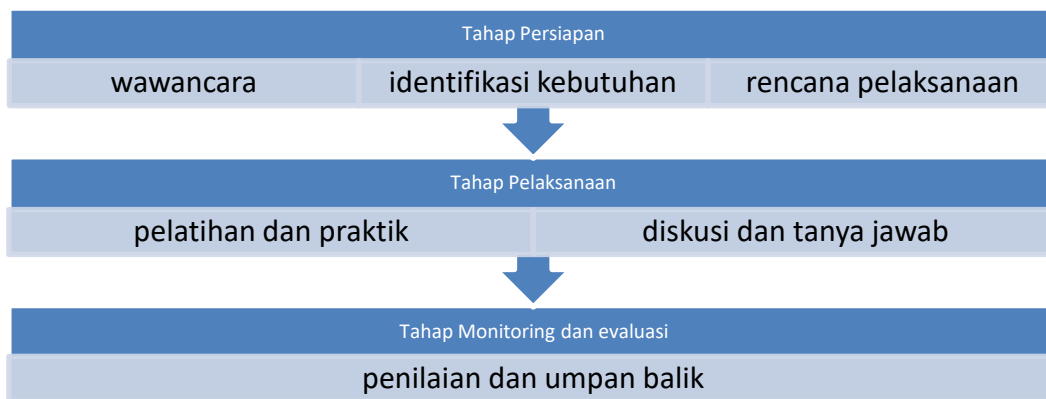 Tahap Persiapan
wawancara
identifikasi kebutuhan
rencana pelaksanaan
Tahap Pelaksanaan
pelatihan dan praktik
diskusi dan tanya jawab
Tahap Monitoring dan evaluasi
penilaian dan umpan balik